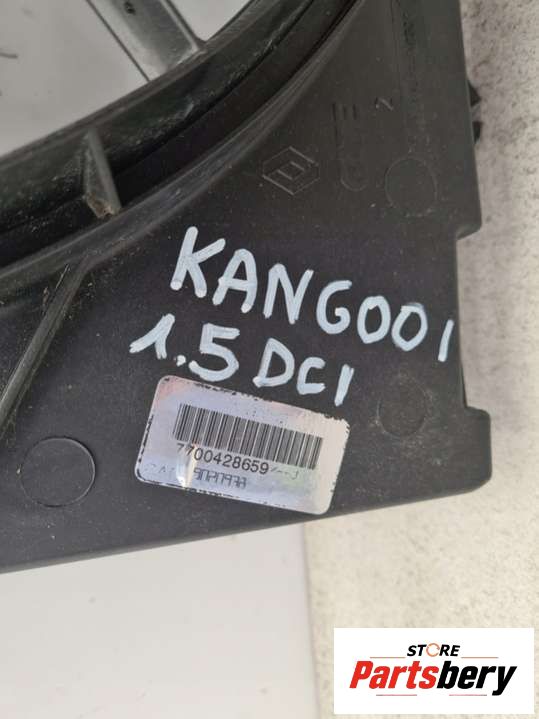 KANGOO I
1.5 DCI
7700428659
STORE
Partsbery